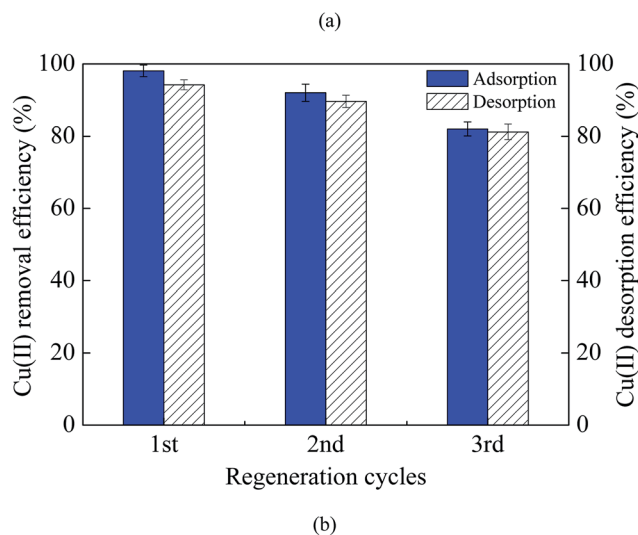 (a)
100
80
60
40
20
0
Cu(II) removal efficiency (%)
Adsorption
Desorption
100
80
60
40
20
0
Cu(II) desorption efficiency (%)
1st
2nd
3rd
Regeneration cycles
(b)